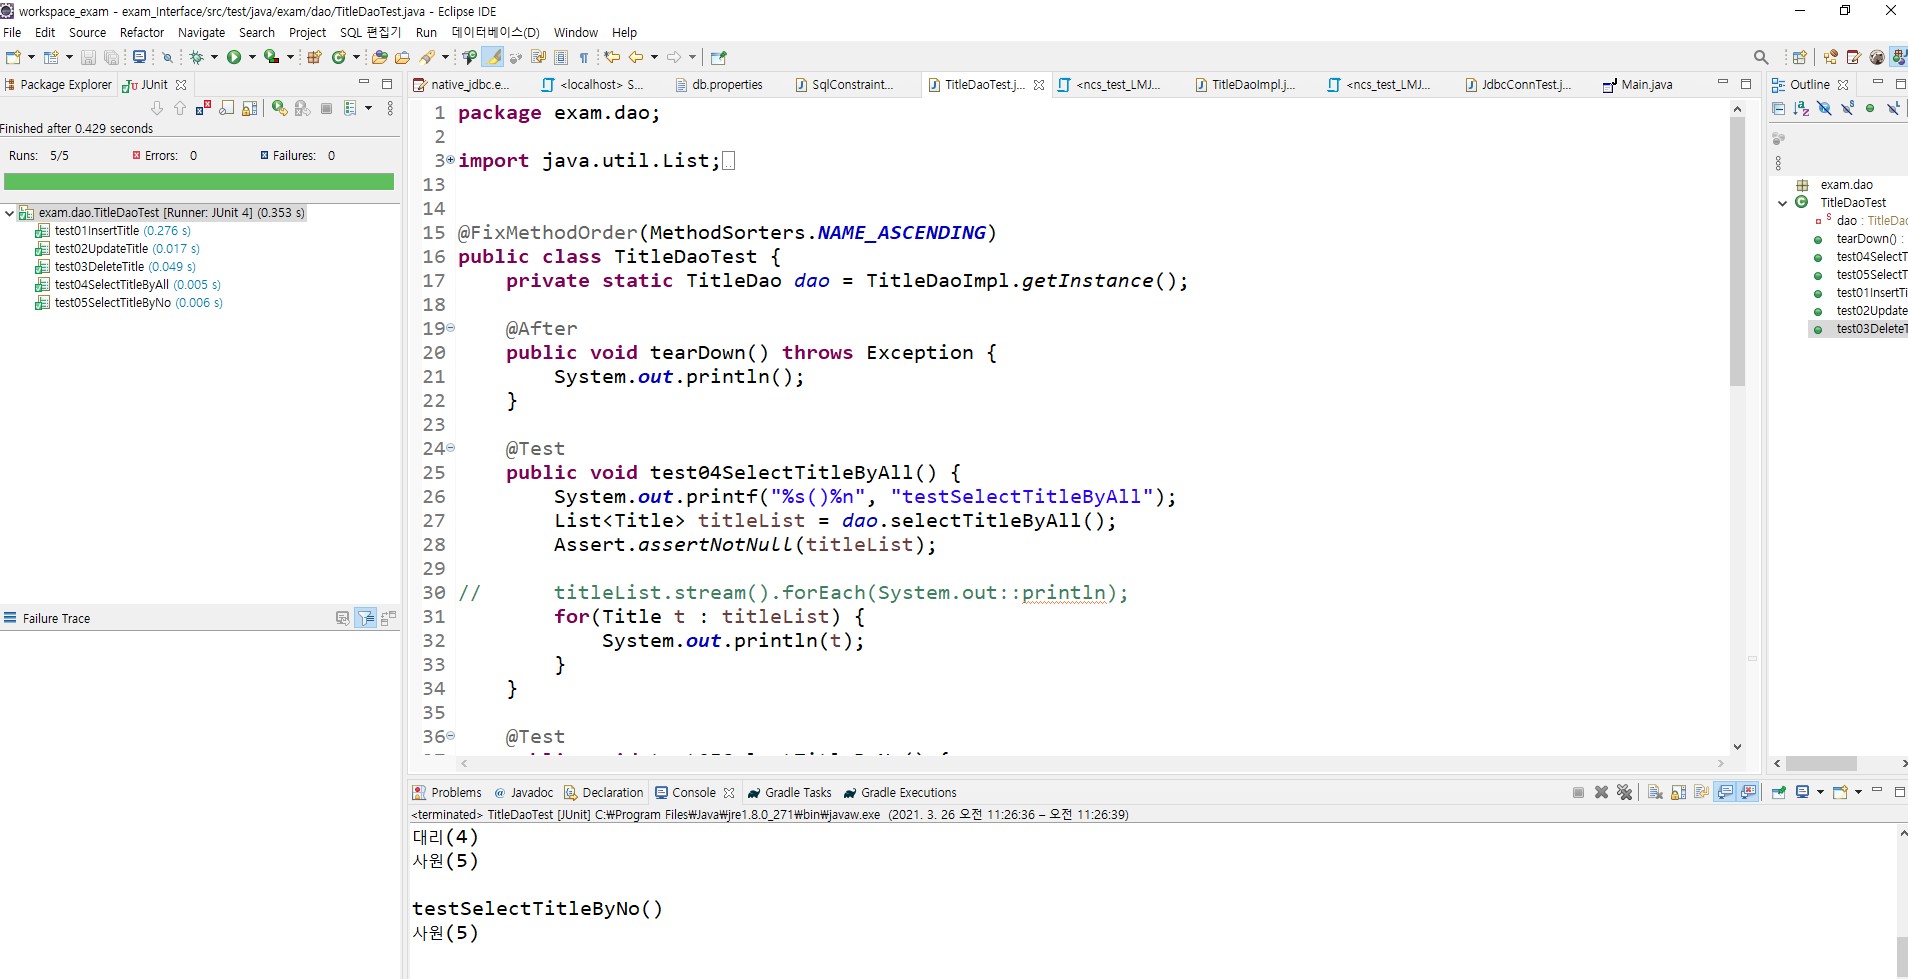 workspace_exam - exam_Interface/src/test/java/exam/dao/TitleDaoTest.java - Eclipse IDE
File Edit Source Refactor Navigate Search Project SQL 편집기 Run 데이터베이스(D) Window Help
Package Explorer JUnit
Finished after 0.429 seconds
Runs: 5/5 Errors: 0 Failures: 0
exam.dao.TitleDaoTest [Runner: JUnit 4] (0.353 s)
test01InsertTitle (0.276 s)
test02UpdateTitle (0.017 s)
test03DeleteTitle (0.049 s)
test04SelectTitleByAll (0.005 s)
test05SelectTitleByNo (0.006 s)
Failure Trace
native_jdbc.e... <localhost> S... db.properties SqlConstraint... TitleDaoTest.j... <ncs_test_LMJ... TitleDaoImpl.j... <ncs_test_LMJ... JdbcConnTest.j... Main.java
1 package exam.dao;
2
3 import java.util.List;
13
14
15 @FixMethodOrder(MethodSorters.NAME_ASCENDING)
16 public class TitleDaoTest {
17 private static TitleDao dao = TitleDaoImpl.getInstance();
18
19 @After
20 public void tearDown() throws Exception {
21 System.out.println();
22 }
23
24 @Test
25 public void test04SelectTitleByAll() {
26 System.out.printf("%s()%n", "testSelectTitleByAll");
27 List<Title> titleList = dao.selectTitleByAll();
28 Assert.assertNotNull(titleList);
29
30 // titleList.stream().forEach(System.out::println);
31 for(Title t : titleList) {
32 System.out.println(t);
33 }
34 }
35
36 @Test
Outline
exam.dao
TitleDaoTest
dao : TitleDao
tearDown() :
test04SelectT
test05SelectT
test01InsertTi
test02Update
test03DeleteT
Problems Javadoc Declaration Console Gradle Tasks Gradle Executions
<terminated> TitleDaoTest [JUnit] C:₩Program Files₩Java₩jre1.8.0_271₩bin₩javaw.exe (2021. 3. 26 오전 11:26:36 – 오전 11:26:39)
대리(4)
사원(5)
testSelectTitleByNo()
사원(5)